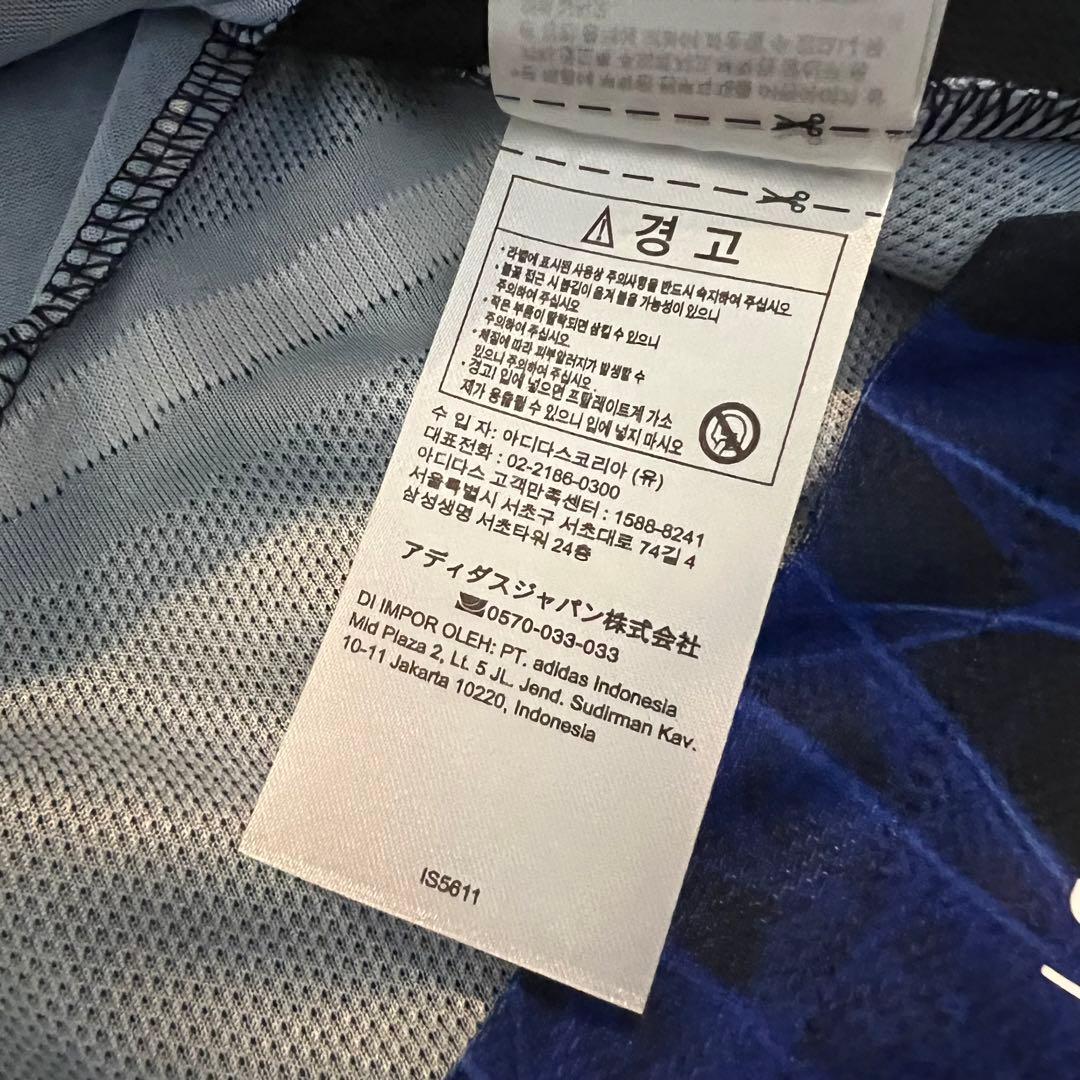 ⚠ 경 고
• 라벨에 표시된 사용상 주의사항을 반드시 숙지하여 주십시오
• 불꽃 접근 시 불길이 옮겨 붙을 가능성이 있으니
주의하여 주십시오
• 작은 부품이 탈락되면 삼킬 수 있으니
주의하여 주십시오
• 체질에 따라 피부알러지가 발생할 수
있으니 주의하여 주십시오.
• 경고! 입에 넣으면 프탈레이트계 가소
제가 용출될 수 있으니 입에 넣지 마시오
수 입 자: 아디다스코리아 (유)
대표전화 : 02-2186-0300
아디다스 고객만족센터 : 1588-8241
서울특별시 서초구 서초대로 74길 4
삼성생명 서초타워 24층
アディダスジャパン株式会社
0570-033-033
DI IMPOR OLEH: PT. adidas Indonesia
Mid Plaza 2, Lt. 5 JL. Jend. Sudirman Kav.
10-11 Jakarta 10220, Indonesia
IS5611